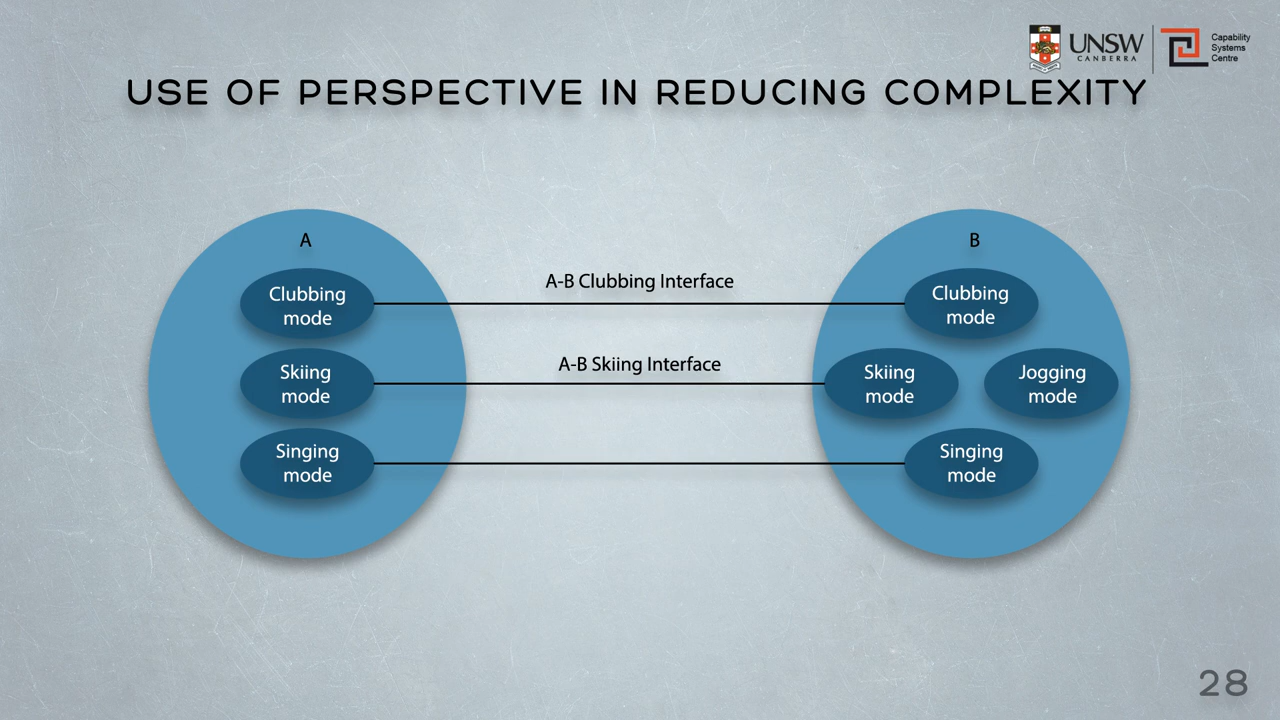 UNSW
CANBERRA
Capability
Systems
Centre
USE OF PERSPECTIVE IN REDUCING COMPLEXITY
A
B
Clubbing
mode
A-B Clubbing Interface
Clubbing
mode
Skiing
mode
A-B Skiing Interface
Skiing
mode
Jogging
mode
Singing
mode
Singing
mode
28